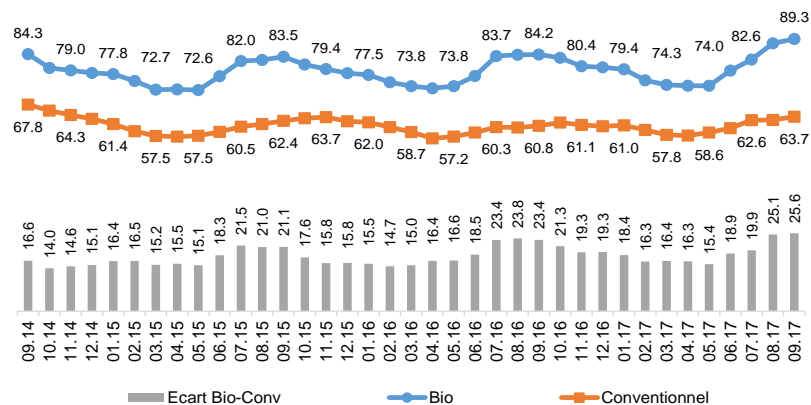 84.3 79.0 77.8 72.7 72.6 82.0 83.5 79.4 77.5 73.8 73.8 83.7 84.2 80.4 79.4 74.3 74.0 82.6 89.3
67.8 64.3 61.4 57.5 57.5 60.5 62.4 63.7 62.0 58.7 57.2 60.3 60.8 61.1 61.0 57.8 58.6 62.6 63.7
16.6 14.0 14.6 15.1 16.4 16.5 15.2 15.5 15.1 18.3 21.5 21.0 21.1 17.6 15.8 15.8 15.5 14.7 15.0 16.4 16.6 18.5 23.4 23.8 23.4 21.3 19.3 19.3 18.4 16.3 16.4 16.3 15.4 18.9 19.9 25.1 25.6
09.14 10.14 11.14 12.14 01.15 02.15 03.15 04.15 05.15 06.15 07.15 08.15 09.15 10.15 11.15 12.15 01.16 02.16 03.16 04.16 05.16 06.16 07.16 08.16 09.16 10.16 11.16 12.16 01.17 02.17 03.17 04.17 05.17 06.17 07.17 08.17 09.17
Ecart Bio-Conv Bio Conventionnel